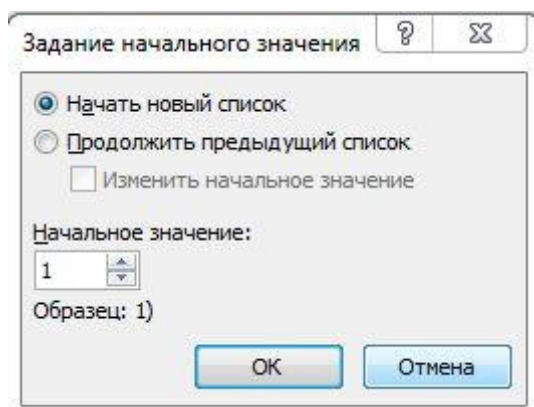 Задание начального значения
Начать новый список
Продолжить предыдущий список
Изменить начальное значение
Начальное значение:
1
Образец: 1)
ОК Отмена